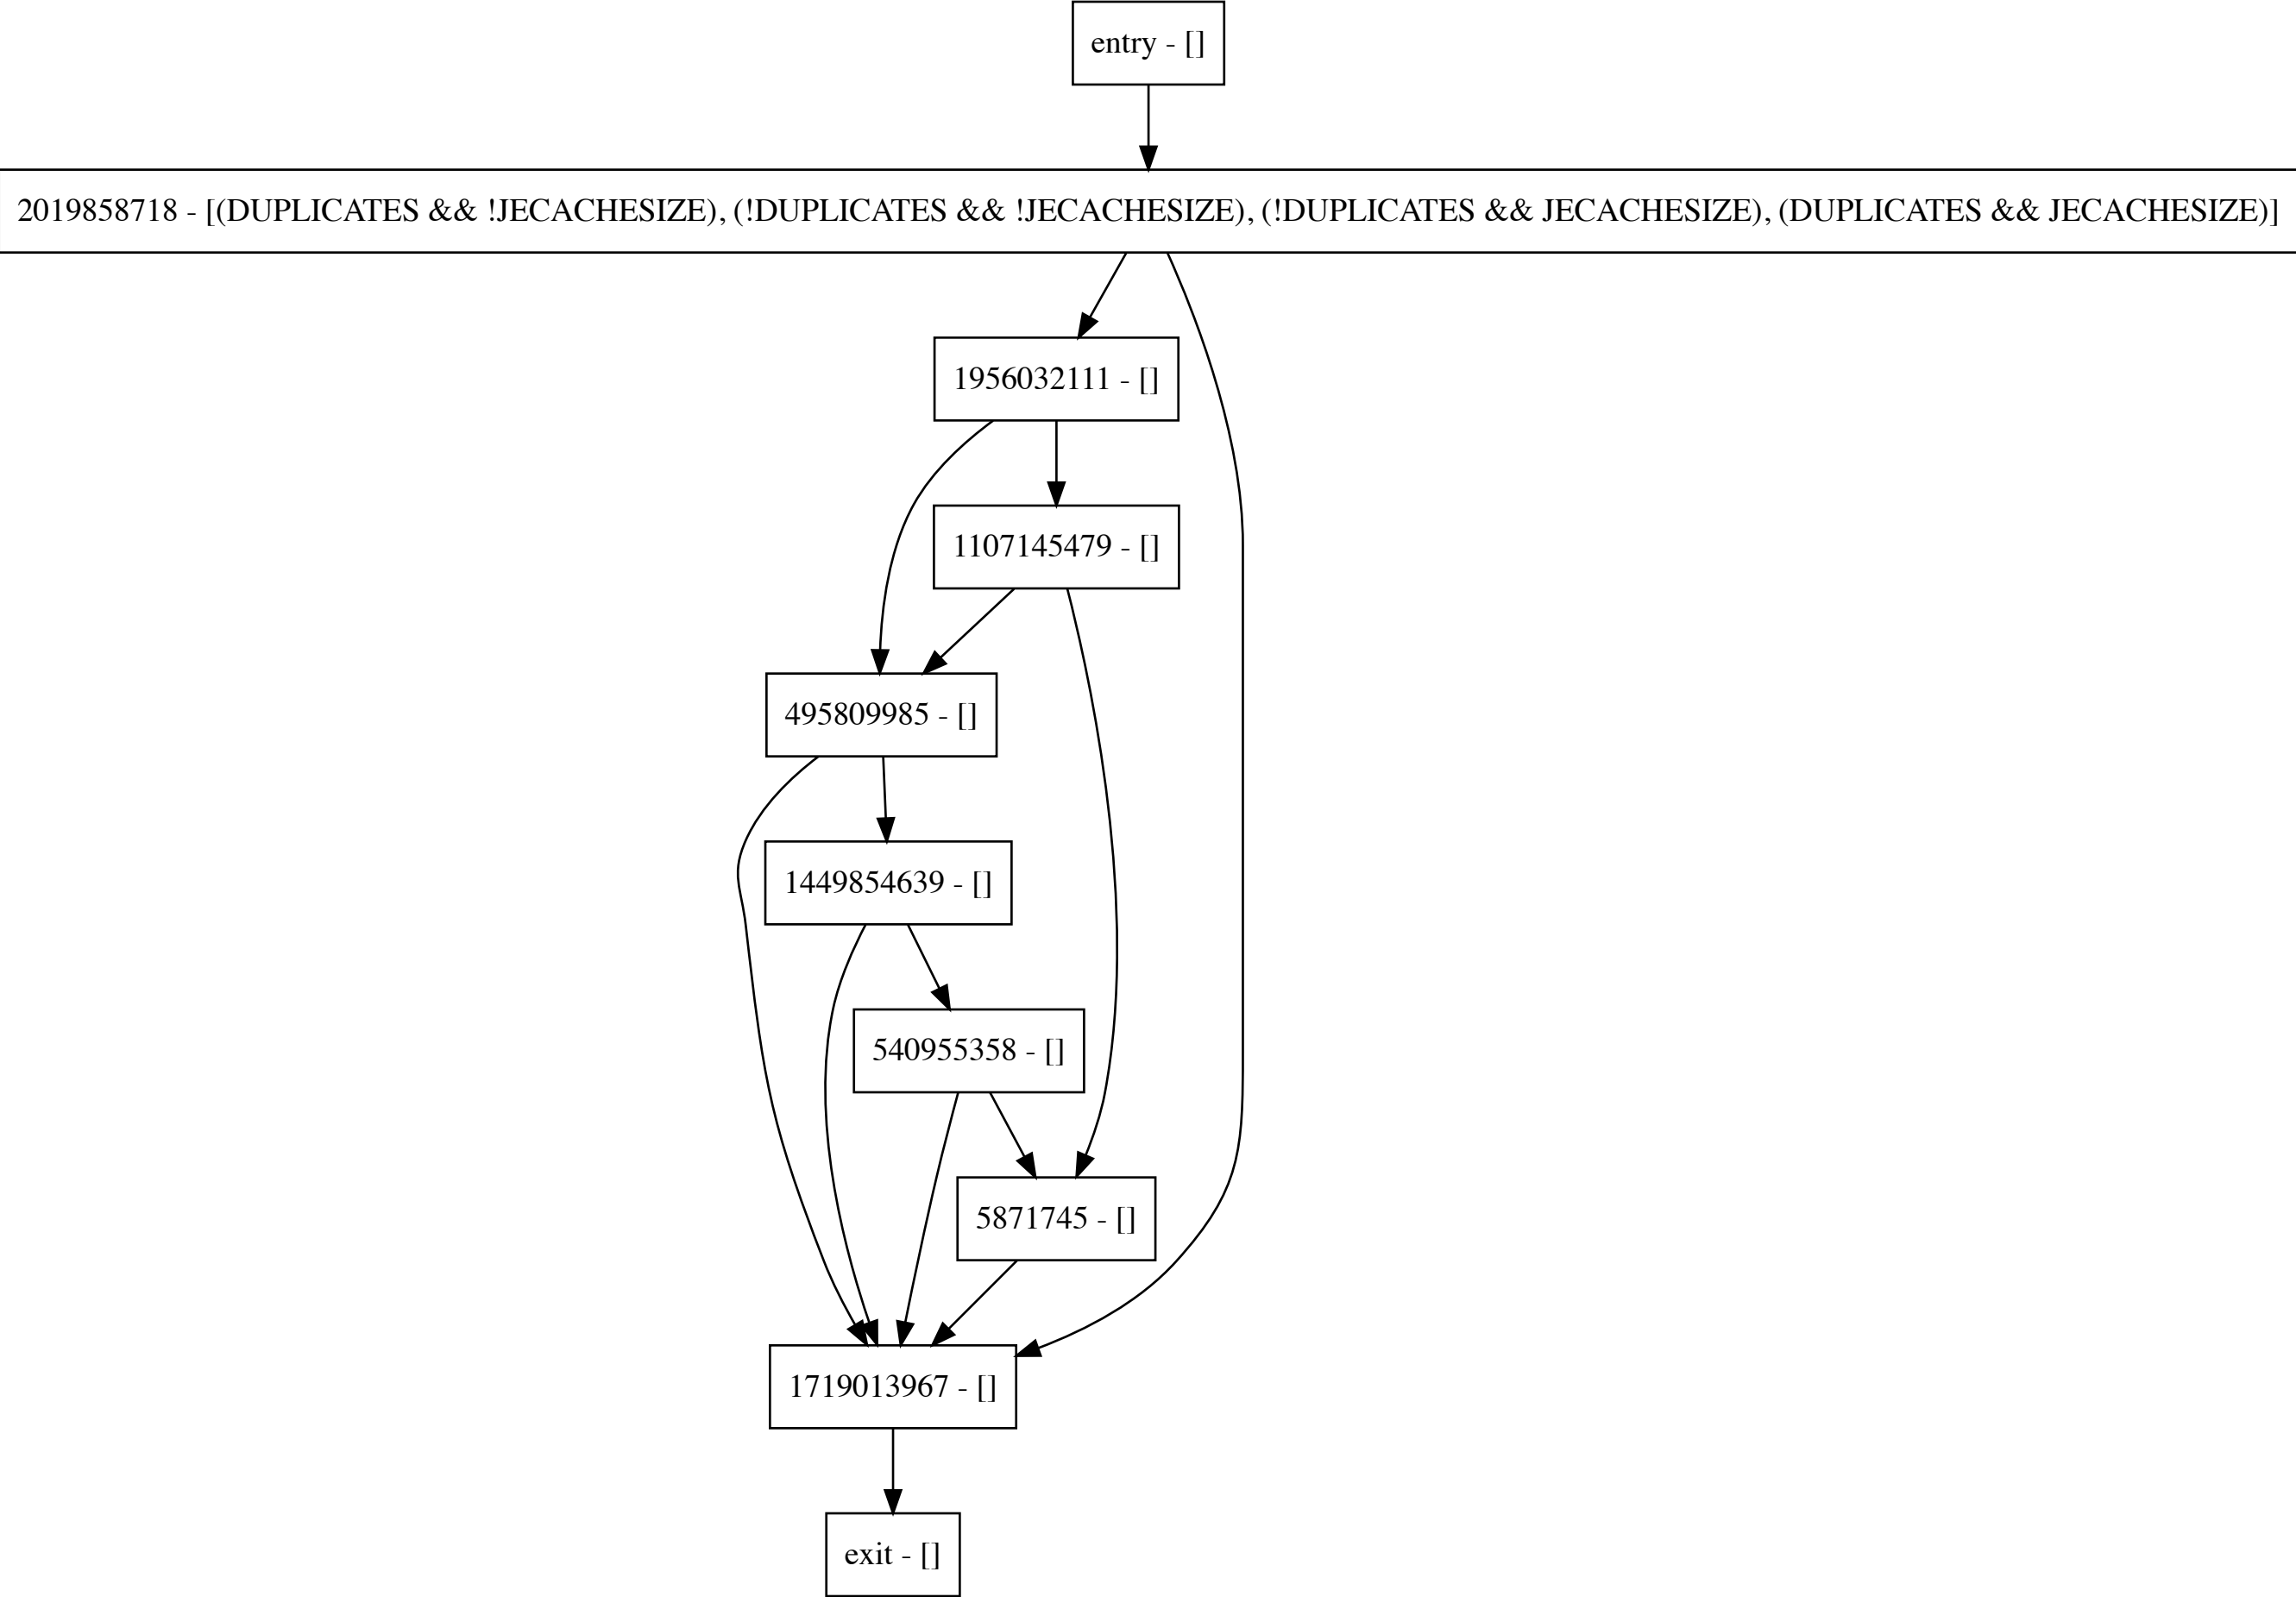 entry - []
2019858718 - [(DUPLICATES && !JECACHESIZE), (!DUPLICATES && !JECACHESIZE), (!DUPLICATES && JECACHESIZE), (DUPLICATES && JECACHESIZE)]
1956032111 - []
1107145479 - []
495809985 - []
1449854639 - []
540955358 - []
5871745 - []
1719013967 - []
exit - []